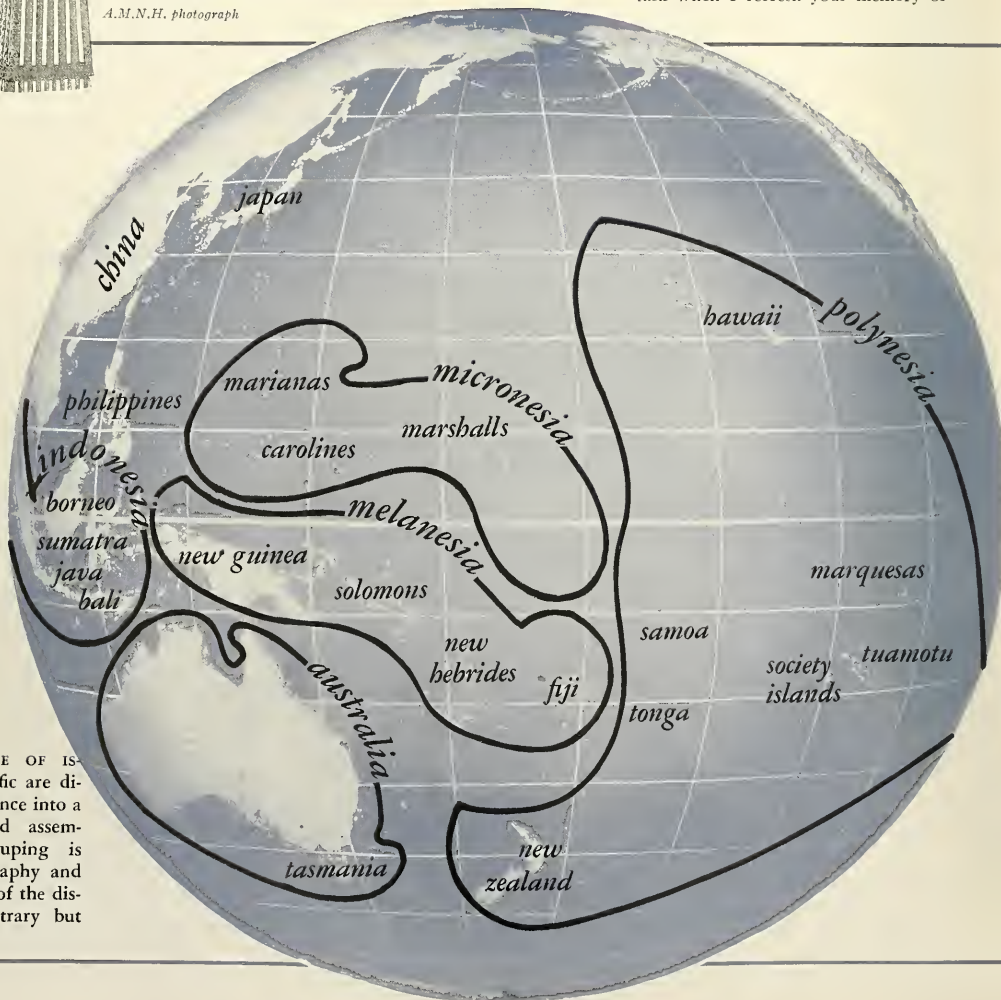 A.M.N.H. photograph
japan
china
hawaii
polynesia
marianas
micronesia
philippines
marshalls
carolines
indonesia
borneo
melanesia
sumatra
new guinea
java
solomons
marquesas
bali
samoa
new
hebrides
society
islands
tuamotu
australia
fiji
tonga
E OF IS-
fic are di-
nce into a
d assem-
uping is
aphy and
of the dis-
trary but
tasmania
new
zealand